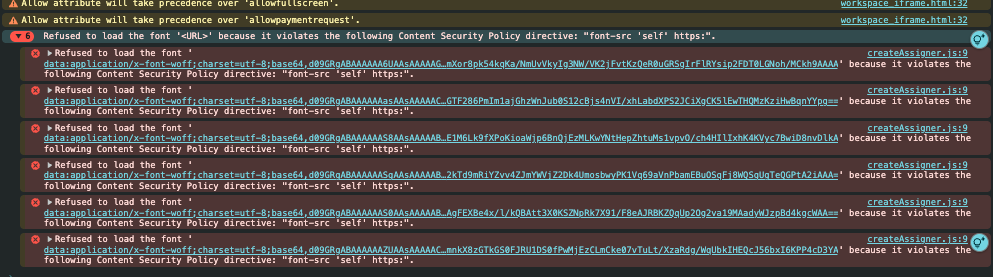 Allow attribute will take precedence over 'allowfullscreen'. workspace_iframe.html:32
Allow attribute will take precedence over 'allowpaymentrequest'. workspace_iframe.html:32
6 Refused to load the font '<URL>' because it violates the following Content Security Policy directive: "font-src 'self' https:".
Refused to load the font ' createAssigner.js:9
data:application/x-font-woff;charset=utf-8;base64,d09GRgABAAAAAA6UAAsAAAAAG…mXor8pk54kqKa/NmUvVkyIg3NW/VK2jFvtKzQeR0uGRSgIrFlRYsip2FDT0LGNoh/MCkh9AAAA' because it violates the
following Content Security Policy directive: "font-src 'self' https:".
Refused to load the font ' createAssigner.js:9
data:application/x-font-woff;charset=utf-8;base64,d09GRgABAAAAAAasAAsAAAAAC…GTF286PmIm1ajGhzWnJub0S12cBjs4nVI/xhLabdXPS2JCiXgCK5lEwTHQMzKziHwBgnYYpg==' because it violates the
following Content Security Policy directive: "font-src 'self' https:".
Refused to load the font ' createAssigner.js:9
data:application/x-font-woff;charset=utf-8;base64,d09GRgABAAAAAAS8AAsAAAAAB…E1M6Lk9fXPoKioaWjp6BnQjEzMLKwYNtHepZhtuMs1vpvO/ch4HIlIxhK4KVyc7BwiD8nvDlkA' because it violates the
following Content Security Policy directive: "font-src 'self' https:".
Refused to load the font ' createAssigner.js:9
data:application/x-font-woff;charset=utf-8;base64,d09GRgABAAAAAASqAAsAAAAAB…2kTd9mRiYZvv4ZJmYWVjZ2Dk4UmosbwyPK1Vq69aVnPbamEBuOSqFj8WQSqUqTeQGPtA2iAAA=' because it violates the
following Content Security Policy directive: "font-src 'self' https:".
Refused to load the font ' createAssigner.js:9
data:application/x-font-woff;charset=utf-8;base64,d09GRgABAAAAAAS0AAsAAAAAB…AgFEXBe4x/l/kQBAtt3X0KSZNpRk7X91/F8eAJRBKZQqUp2Og2va19MAadyWJzpBd4kgcWAA==' because it violates the
following Content Security Policy directive: "font-src 'self' https:".
Refused to load the font ' createAssigner.js:9
data:application/x-font-woff;charset=utf-8;base64,d09GRgABAAAAAAZUAAsAAAAAC…mnkX8zGTkGS0FJRU1DS0fPwMjEzCLmCke07vTuLt/XzaRdg/WqUbkIHEQcJ56bxI6KPP4cD3YA' because it violates the
following Content Security Policy directive: "font-src 'self' https:".